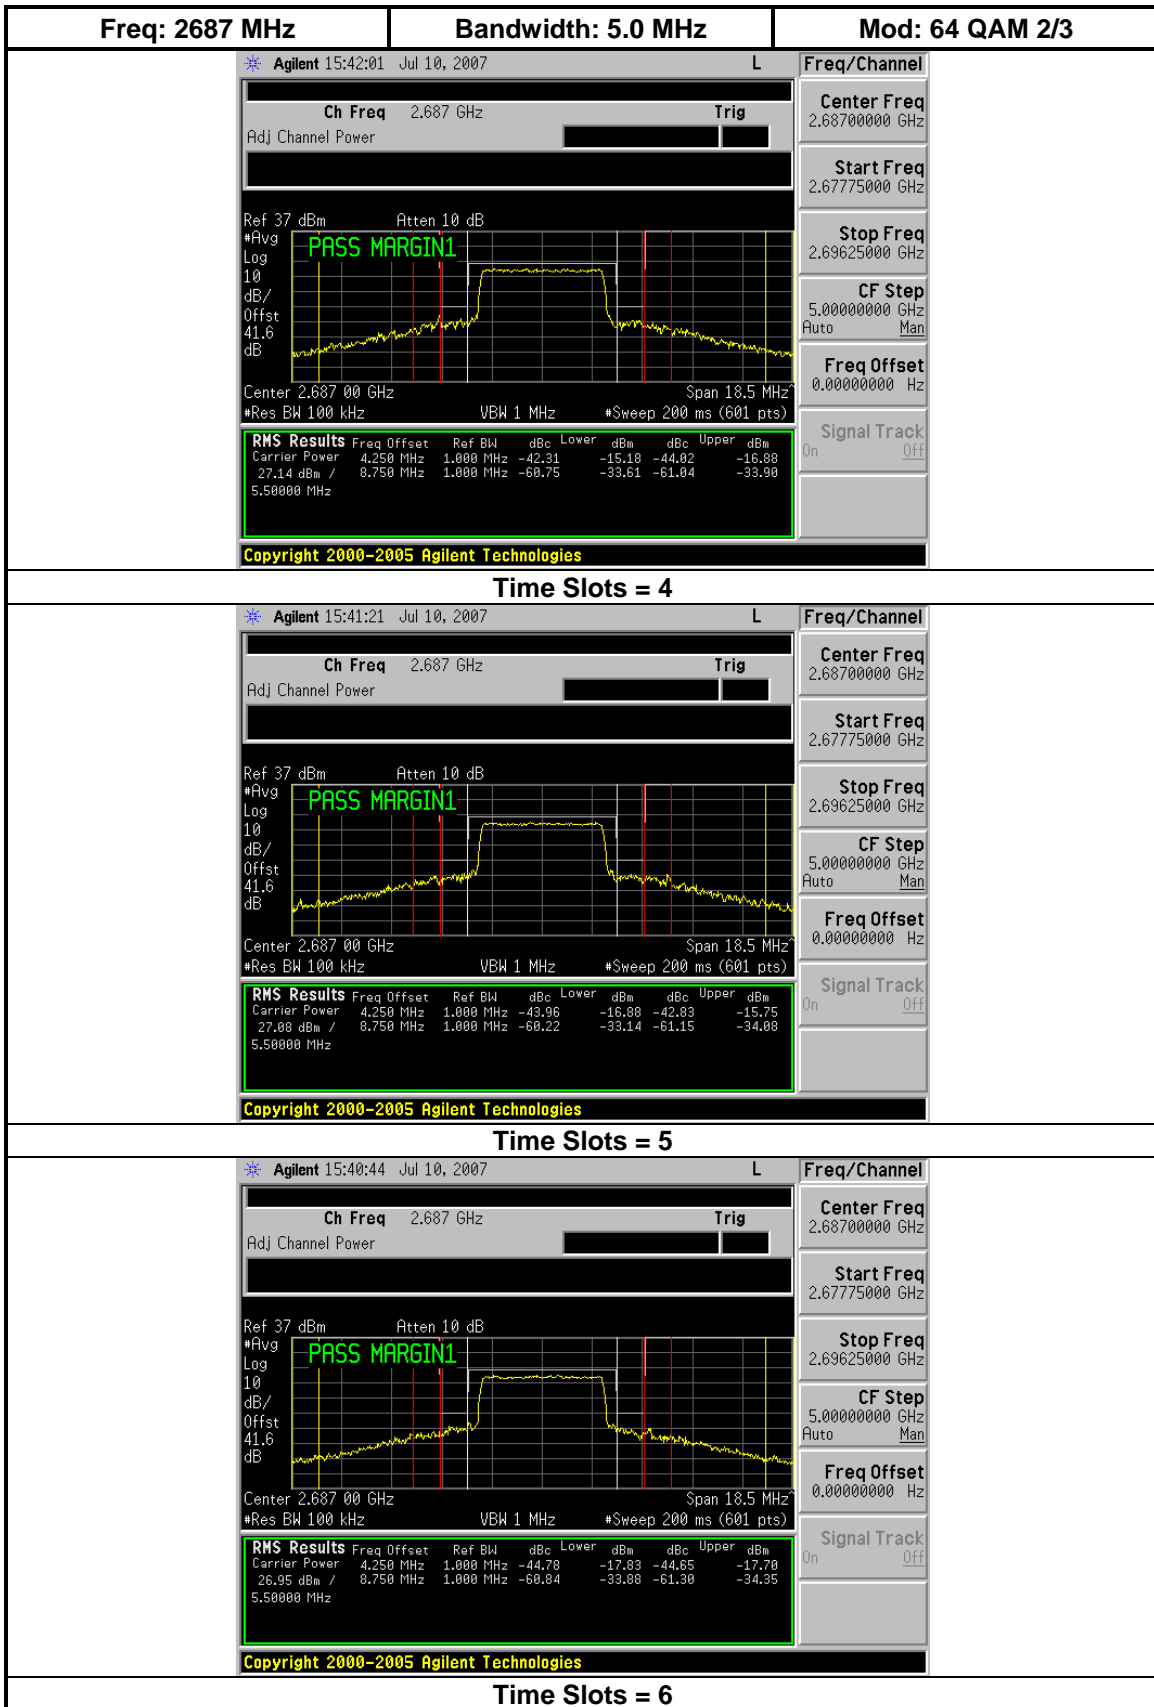 Freq: 2687 MHz Bandwidth: 5.0 MHz Mod: 64 QAM 2/3
Agilent 15:42:01 Jul 10, 2007 L Freq/Channel
Ch Freq 2.687 GHz Trig
Adj Channel Power
Center Freq
2.68700000 GHz
Start Freq
2.67775000 GHz
Stop Freq
2.69625000 GHz
CF Step
5.00000000 GHz
Auto Man
Freq Offset
0.00000000 Hz
Signal Track
On Off
Ref 37 dBm Atten 10 dB
#Avg
Log
10
dB/
Offst
41.6
dB
PASS MARGIN1
Center 2.687 00 GHz Span 18.5 MHz^
#Res BW 100 kHz VBW 1 MHz #Sweep 200 ms (601 pts)
RMS Results Freq Offset Ref BW dBc Lower dBm dBc Upper dBm
Carrier Power 4.250 MHz 1.000 MHz -42.31 -15.18 -44.02 -16.88
27.14 dBm / 8.750 MHz 1.000 MHz -60.75 -33.61 -61.04 -33.90
5.50000 MHz
Copyright 2000-2005 Agilent Technologies
Time Slots = 4
Agilent 15:41:21 Jul 10, 2007 L Freq/Channel
Ch Freq 2.687 GHz Trig
Adj Channel Power
Center Freq
2.68700000 GHz
Start Freq
2.67775000 GHz
Stop Freq
2.69625000 GHz
CF Step
5.00000000 GHz
Auto Man
Freq Offset
0.00000000 Hz
Signal Track
On Off
Ref 37 dBm Atten 10 dB
#Avg
Log
10
dB/
Offst
41.6
dB
PASS MARGIN1
Center 2.687 00 GHz Span 18.5 MHz^
#Res BW 100 kHz VBW 1 MHz #Sweep 200 ms (601 pts)
RMS Results Freq Offset Ref BW dBc Lower dBm dBc Upper dBm
Carrier Power 4.250 MHz 1.000 MHz -43.96 -16.88 -42.83 -15.75
27.08 dBm / 8.750 MHz 1.000 MHz -60.22 -33.14 -61.15 -34.08
5.50000 MHz
Copyright 2000-2005 Agilent Technologies
Time Slots = 5
Agilent 15:40:44 Jul 10, 2007 L Freq/Channel
Ch Freq 2.687 GHz Trig
Adj Channel Power
Center Freq
2.68700000 GHz
Start Freq
2.67775000 GHz
Stop Freq
2.69625000 GHz
CF Step
5.00000000 GHz
Auto Man
Freq Offset
0.00000000 Hz
Signal Track
On Off
Ref 37 dBm Atten 10 dB
#Avg
Log
10
dB/
Offst
41.6
dB
PASS MARGIN1
Center 2.687 00 GHz Span 18.5 MHz^
#Res BW 100 kHz VBW 1 MHz #Sweep 200 ms (601 pts)
RMS Results Freq Offset Ref BW dBc Lower dBm dBc Upper dBm
Carrier Power 4.250 MHz 1.000 MHz -44.78 -17.83 -44.65 -17.70
26.95 dBm / 8.750 MHz 1.000 MHz -60.84 -33.88 -61.30 -34.35
5.50000 MHz
Copyright 2000-2005 Agilent Technologies
Time Slots = 6